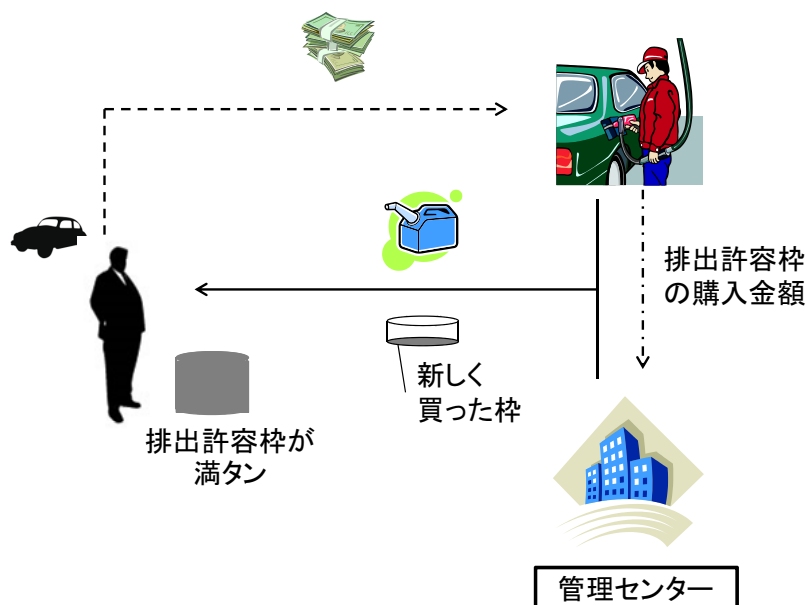 排出許容枠
の購入金額
新しく
買った枠
排出許容枠が
満タン
管理センター